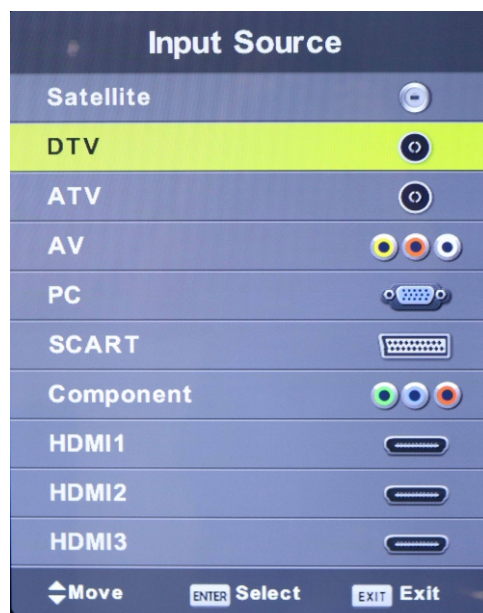 Input Source
Satellite
DTV
ATV
AV
PC
SCART
Component
HDMI1
HDMI2
HDMI3
Move ENTER Select EXIT Exit